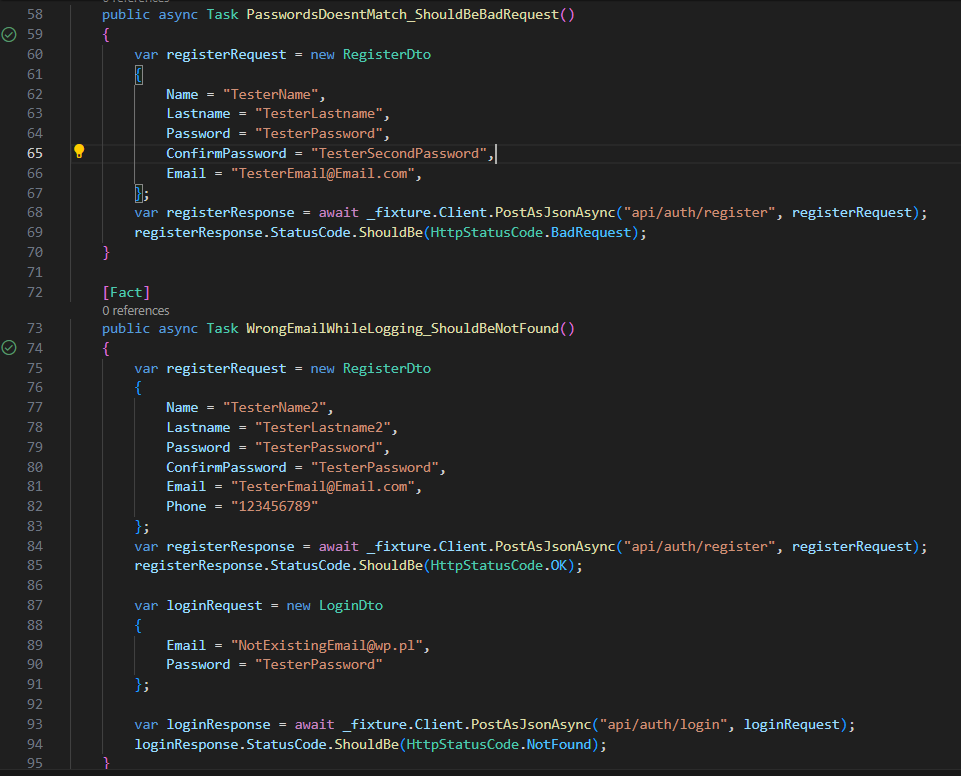 58 public async Task PasswordsDoesntMatch_ShouldBeBadRequest()
59 {
60 var registerRequest = new RegisterDto
61 {
62 Name = "TesterName",
63 Lastname = "TesterLastname",
64 Password = "TesterPassword",
65 ConfirmPassword = "TesterSecondPassword",
66 Email = "TesterEmail@Email.com",
67 };
68 var registerResponse = await _fixture.Client.PostAsJsonAsync("api/auth/register", registerRequest);
69 registerResponse.StatusCode.ShouldBe(HttpStatusCode.BadRequest);
70 }
71
72 [Fact]
0 references
73 public async Task WrongEmailWhileLogging_ShouldBeNotFound()
74 {
75 var registerRequest = new RegisterDto
76 {
77 Name = "TesterName2",
78 Lastname = "TesterLastname2",
79 Password = "TesterPassword",
80 ConfirmPassword = "TesterPassword",
81 Email = "TesterEmail@Email.com",
82 Phone = "123456789"
83 };
84 var registerResponse = await _fixture.Client.PostAsJsonAsync("api/auth/register", registerRequest);
85 registerResponse.StatusCode.ShouldBe(HttpStatusCode.OK);
86
87 var loginRequest = new LoginDto
88 {
89 Email = "NotExistingEmail@wp.pl",
90 Password = "TesterPassword"
91 };
92
93 var loginResponse = await _fixture.Client.PostAsJsonAsync("api/auth/login", loginRequest);
94 loginResponse.StatusCode.ShouldBe(HttpStatusCode.NotFound);
95 }